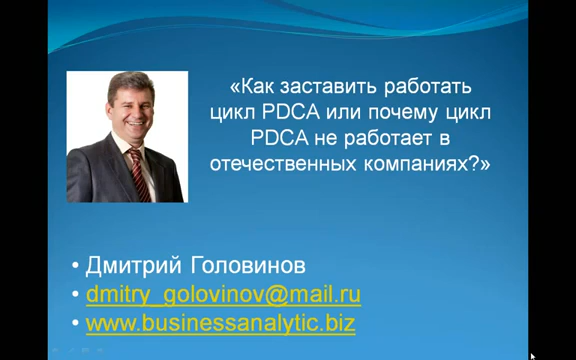 «Как заставить работать
цикл PDCA или почему цикл
PDCA не работает в
отечественных компаниях?»
• Дмитрий Головинов
• dmitry_golovinov@mail.ru
• www.businessanalytic.biz